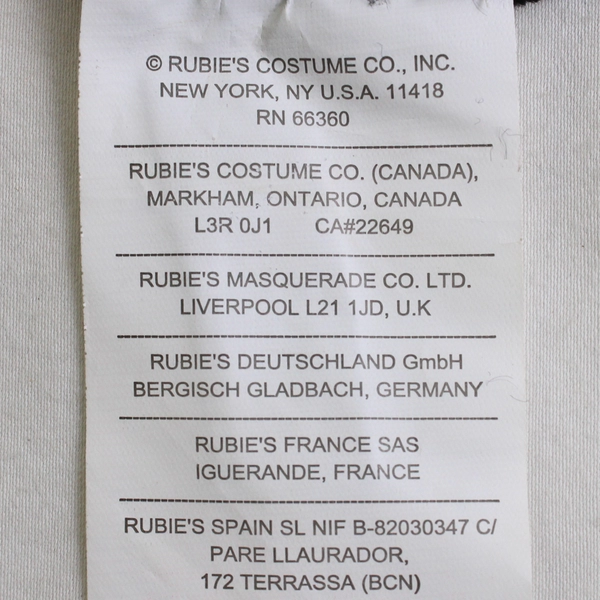 © RUBIE'S COSTUME CO., INC.
NEW YORK, NY U.S.A. 11418
RN 66360
RUBIE'S COSTUME CO. (CANADA),
MARKHAM, ONTARIO, CANADA
L3R 0J1 CA#22649
RUBIE'S MASQUERADE CO. LTD.
LIVERPOOL L21 1JD, U.K
RUBIE'S DEUTSCHLAND GmbH
BERGISCH GLADBACH, GERMANY
RUBIE'S FRANCE SAS
IGUERANDE, FRANCE
RUBIE'S SPAIN SL NIF B-82030347 C/
PARE LLAURADOR,
172 TERRASSA (BCN)